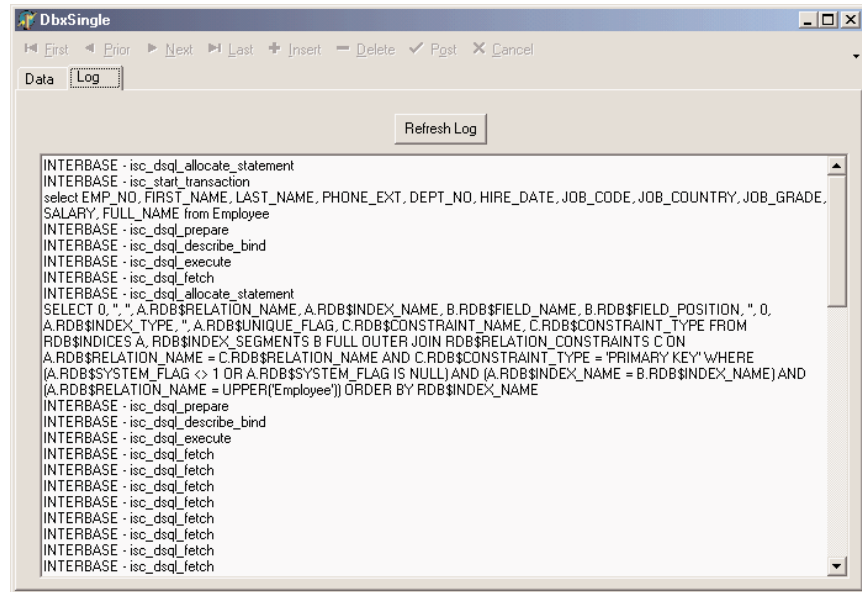 DbxSingle
First Prior Next Last Insert Delete Post Cancel
Data Log
Refresh Log
INTERBASE - isc_dsql_allocate_statement
INTERBASE - isc_start_transaction
select EMP_NO, FIRST_NAME, LAST_NAME, PHONE_EXT, DEPT_NO, HIRE_DATE, JOB_CODE, JOB_COUNTRY, JOB_GRADE,
SALARY, FULL_NAME from Employee
INTERBASE - isc_dsql_prepare
INTERBASE - isc_dsql_describe_bind
INTERBASE - isc_dsql_execute
INTERBASE - isc_dsql_fetch
INTERBASE - isc_dsql_allocate_statement
SELECT 0, '', '', A.RDB$RELATION_NAME, A.RDB$INDEX_NAME, B.RDB$FIELD_NAME, B.RDB$FIELD_POSITION, '', 0,
A.RDB$INDEX_TYPE, '', A.RDB$UNIQUE_FLAG, C.RDB$CONSTRAINT_NAME, C.RDB$CONSTRAINT_TYPE FROM
RDB$INDICES A, RDB$INDEX_SEGMENTS B FULL OUTER JOIN RDB$RELATION_CONSTRAINTS C ON
A.RDB$RELATION_NAME = C.RDB$RELATION_NAME AND C.RDB$CONSTRAINT_TYPE = 'PRIMARY KEY' WHERE
(A.RDB$SYSTEM_FLAG <> 1 OR A.RDB$SYSTEM_FLAG IS NULL) AND (A.RDB$INDEX_NAME = B.RDB$INDEX_NAME) AND
(A.RDB$RELATION_NAME = UPPER('Employee')) ORDER BY RDB$INDEX_NAME
INTERBASE - isc_dsql_prepare
INTERBASE - isc_dsql_describe_bind
INTERBASE - isc_dsql_execute
INTERBASE - isc_dsql_fetch
INTERBASE - isc_dsql_fetch
INTERBASE - isc_dsql_fetch
INTERBASE - isc_dsql_fetch
INTERBASE - isc_dsql_fetch
INTERBASE - isc_dsql_fetch
INTERBASE - isc_dsql_fetch
INTERBASE - isc_dsql_fetch